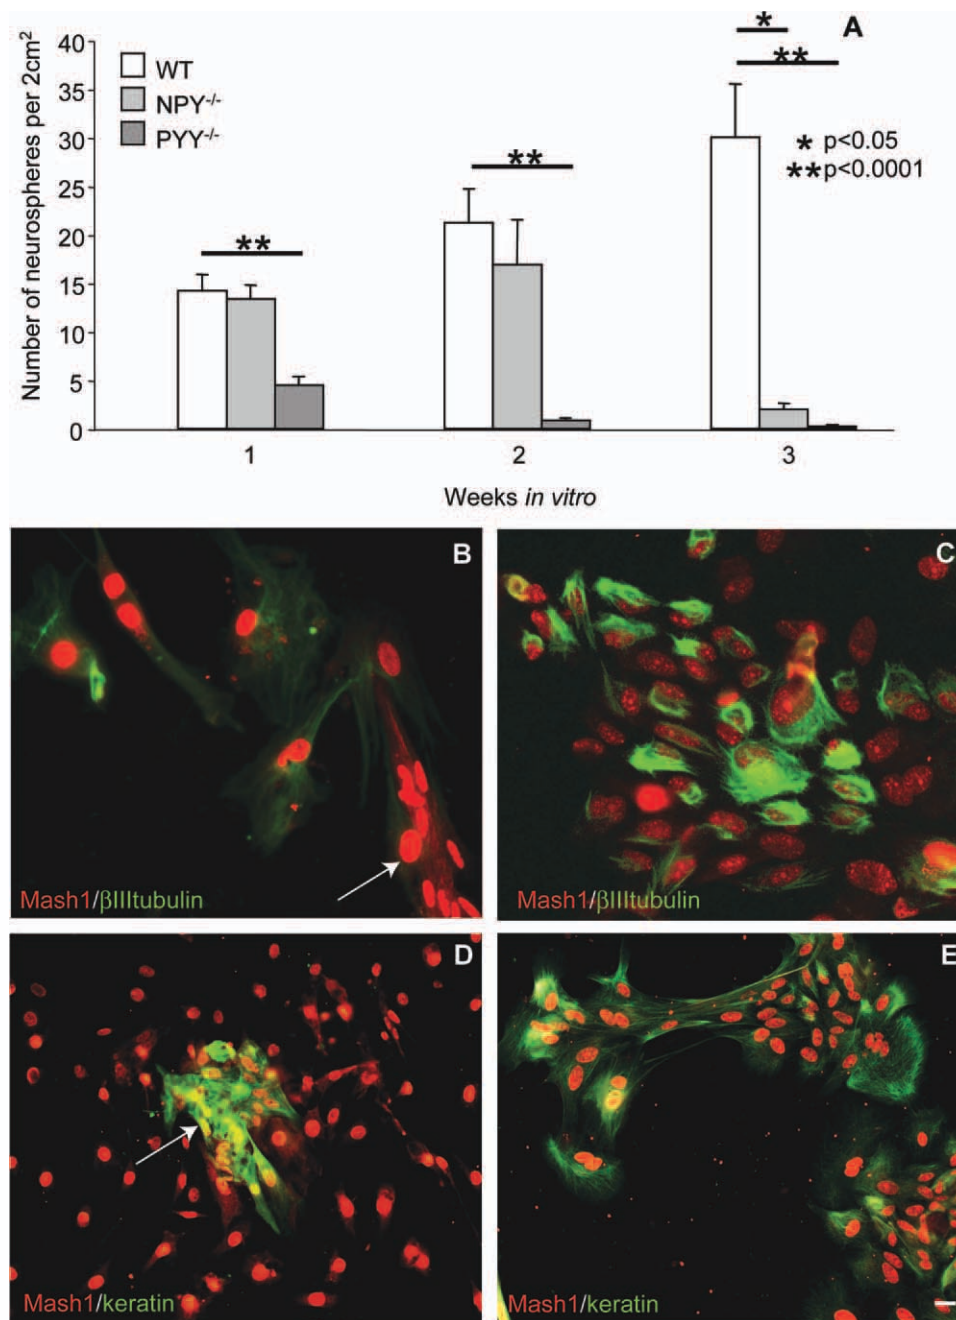 A
Number of neurospheres per 2cm²
40
35
30
25
20
15
10
5
0
WT
NPY-/-
PYY-/-
**
**
*
**
* p<0.05
**p<0.0001
1 2 3
Weeks in vitro
B
Mash1/βIIItubulin
C
Mash1/βIIItubulin
D
Mash1/keratin
E
Mash1/keratin